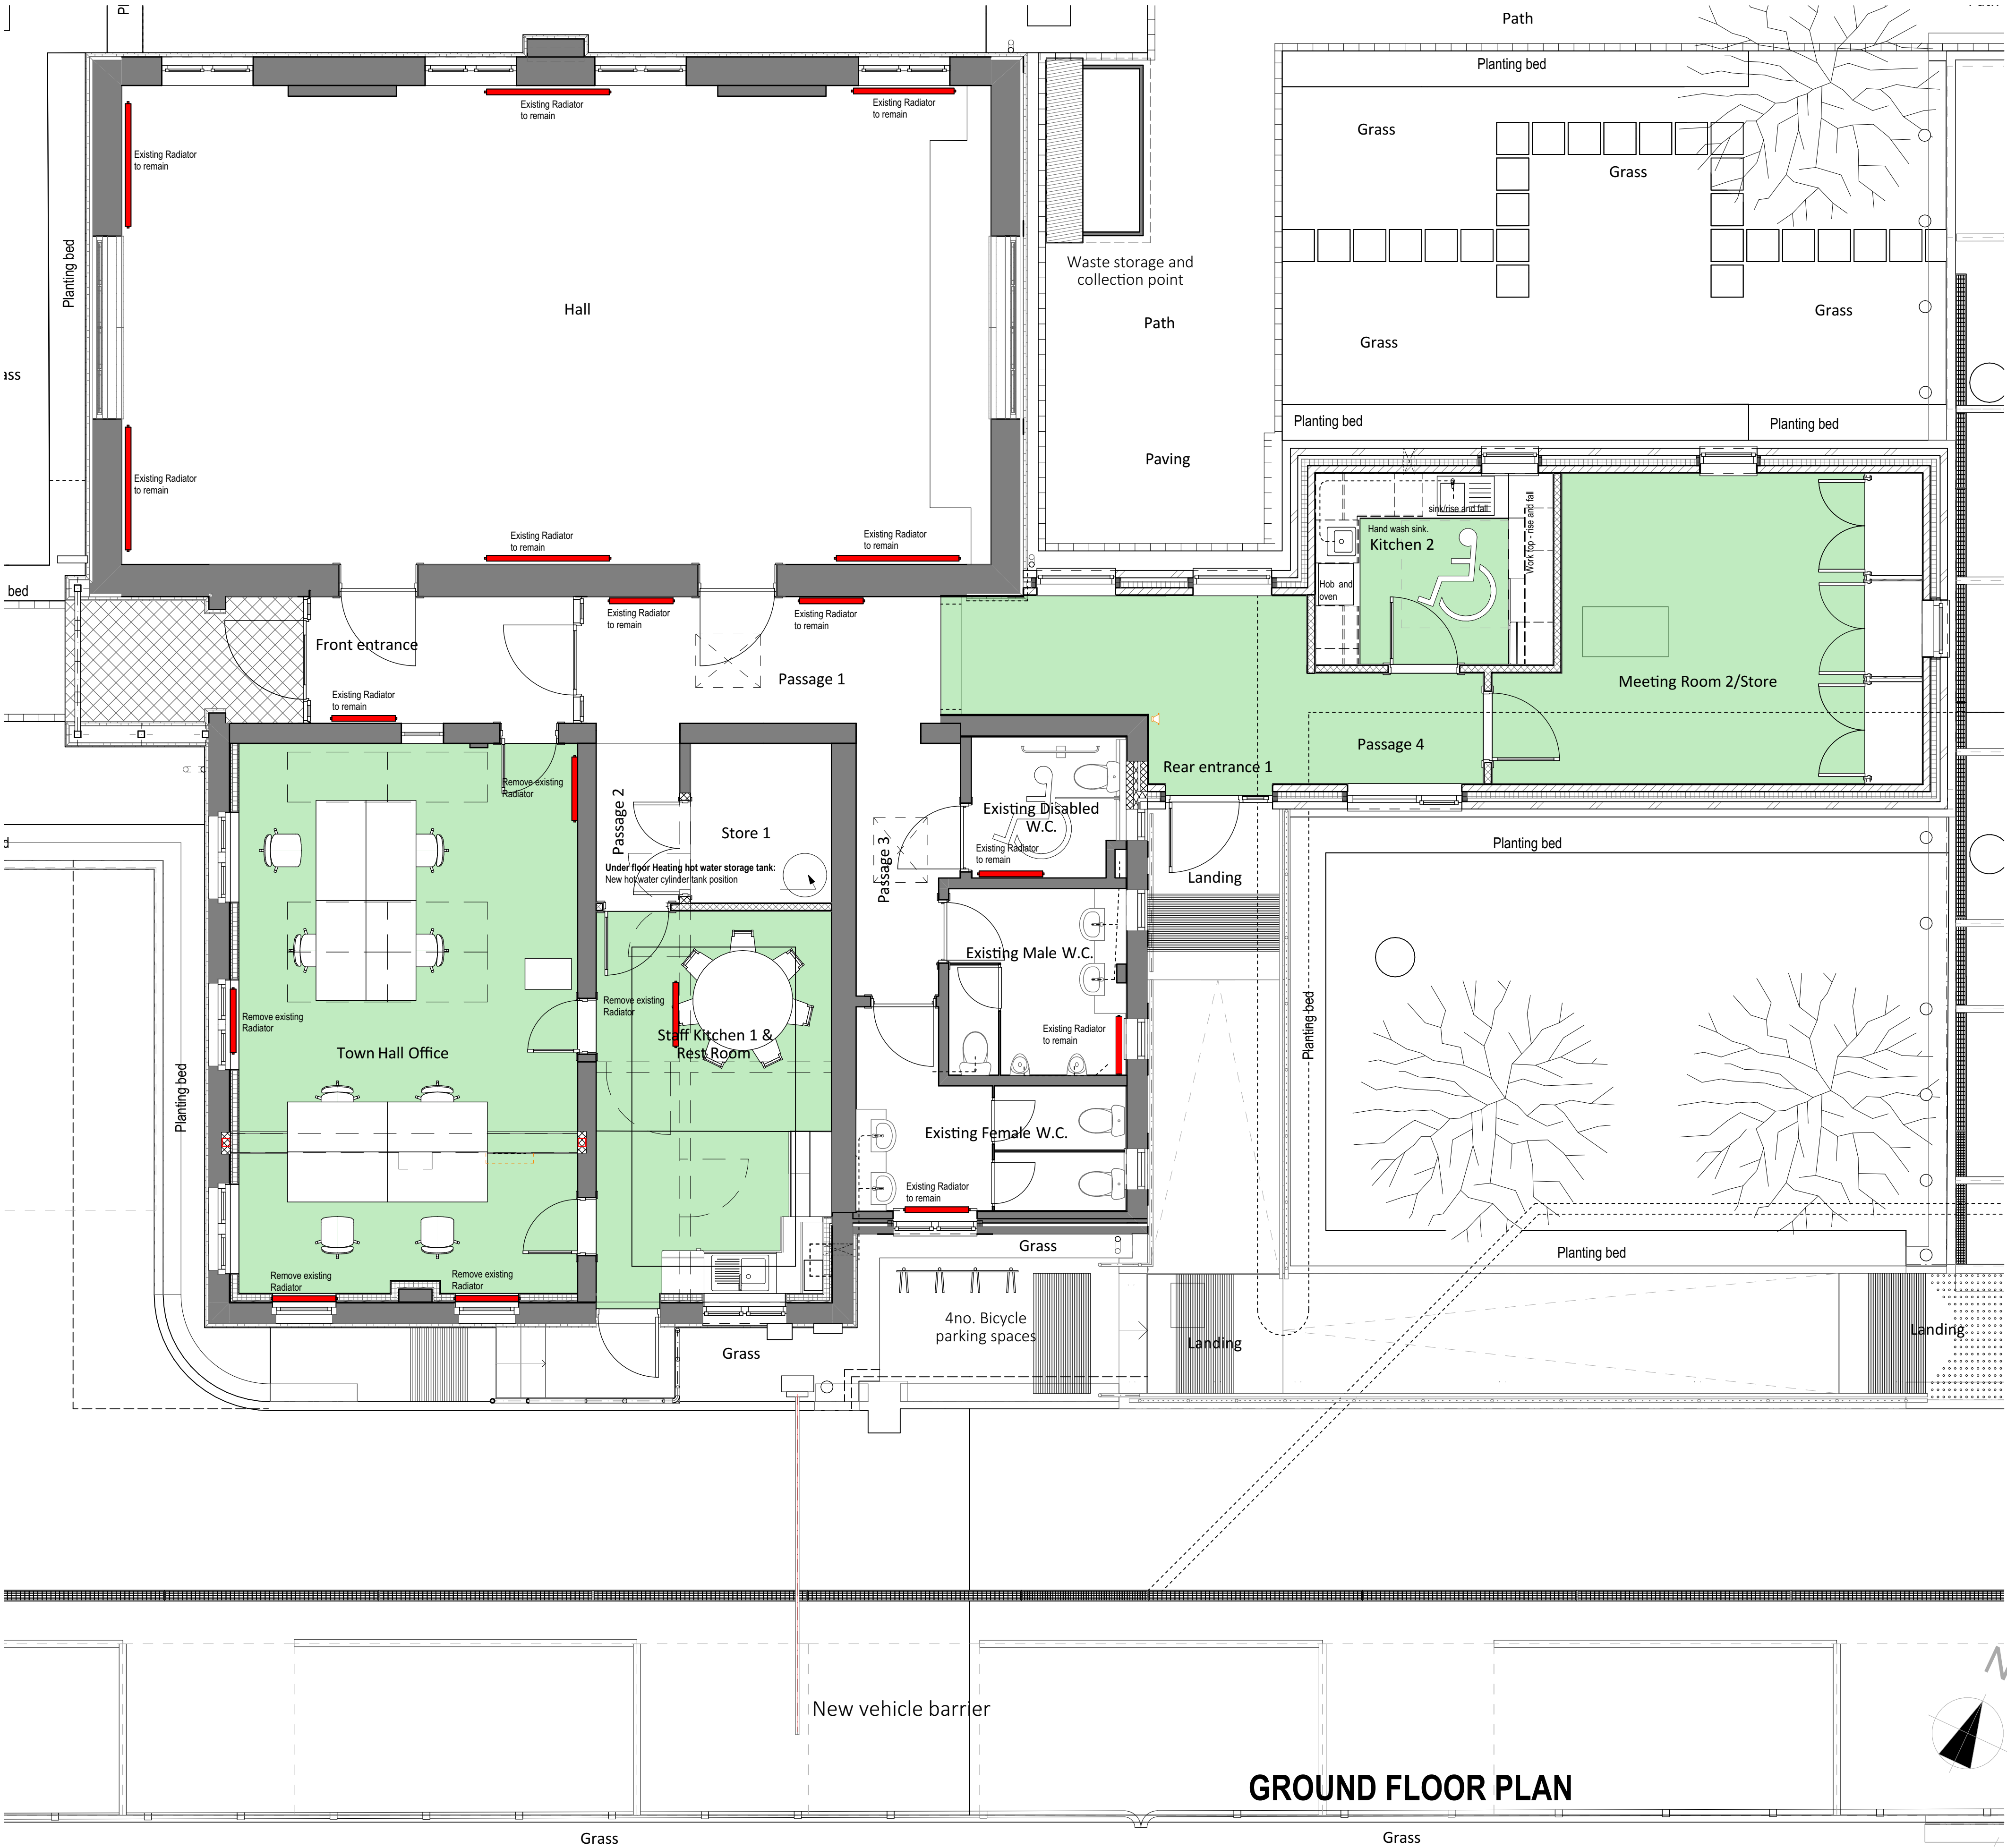 Path
Planting bed
Existing Radiator
to remain
Existing Radiator
to remain
Grass
Existing Radiator
to remain
Grass
Planting bed
Waste storage and
collection point
Hall
Path
Grass
Grass
Planting bed
Planting bed
Paving
Existing Radiator
to remain
Existing Radiator
to remain
Existing Radiator
to remain
sink/rise and fall
Hand wash sink.
Kitchen 2
Work top - rise and fall
Hob and
oven
bed
Existing Radiator
to remain
Existing Radiator
to remain
Front entrance
Passage 1
Existing Radiator
to remain
Meeting Room 2/Store
Passage 4
Rear entrance 1
Remove existing
Radiator
Passage 2
Store 1
Existing Disabled
W.C.
Existing Radiator
to remain
Passage 3
Under floor Heating hot water storage tank:
New hot water cylinder tank position
Landing
Planting bed
Existing Male W.C.
Remove existing
Radiator
Remove existing
Radiator
Staff Kitchen 1 &
Rest Room
Town Hall Office
Existing Radiator
to remain
Planting bed
Planting bed
Existing Female W.C.
Existing Radiator
to remain
Grass
Planting bed
Remove existing
Radiator
Remove existing
Radiator
4no. Bicycle
parking spaces
Grass
Landing
Landing
New vehicle barrier
N
GROUND FLOOR PLAN
Grass
Grass